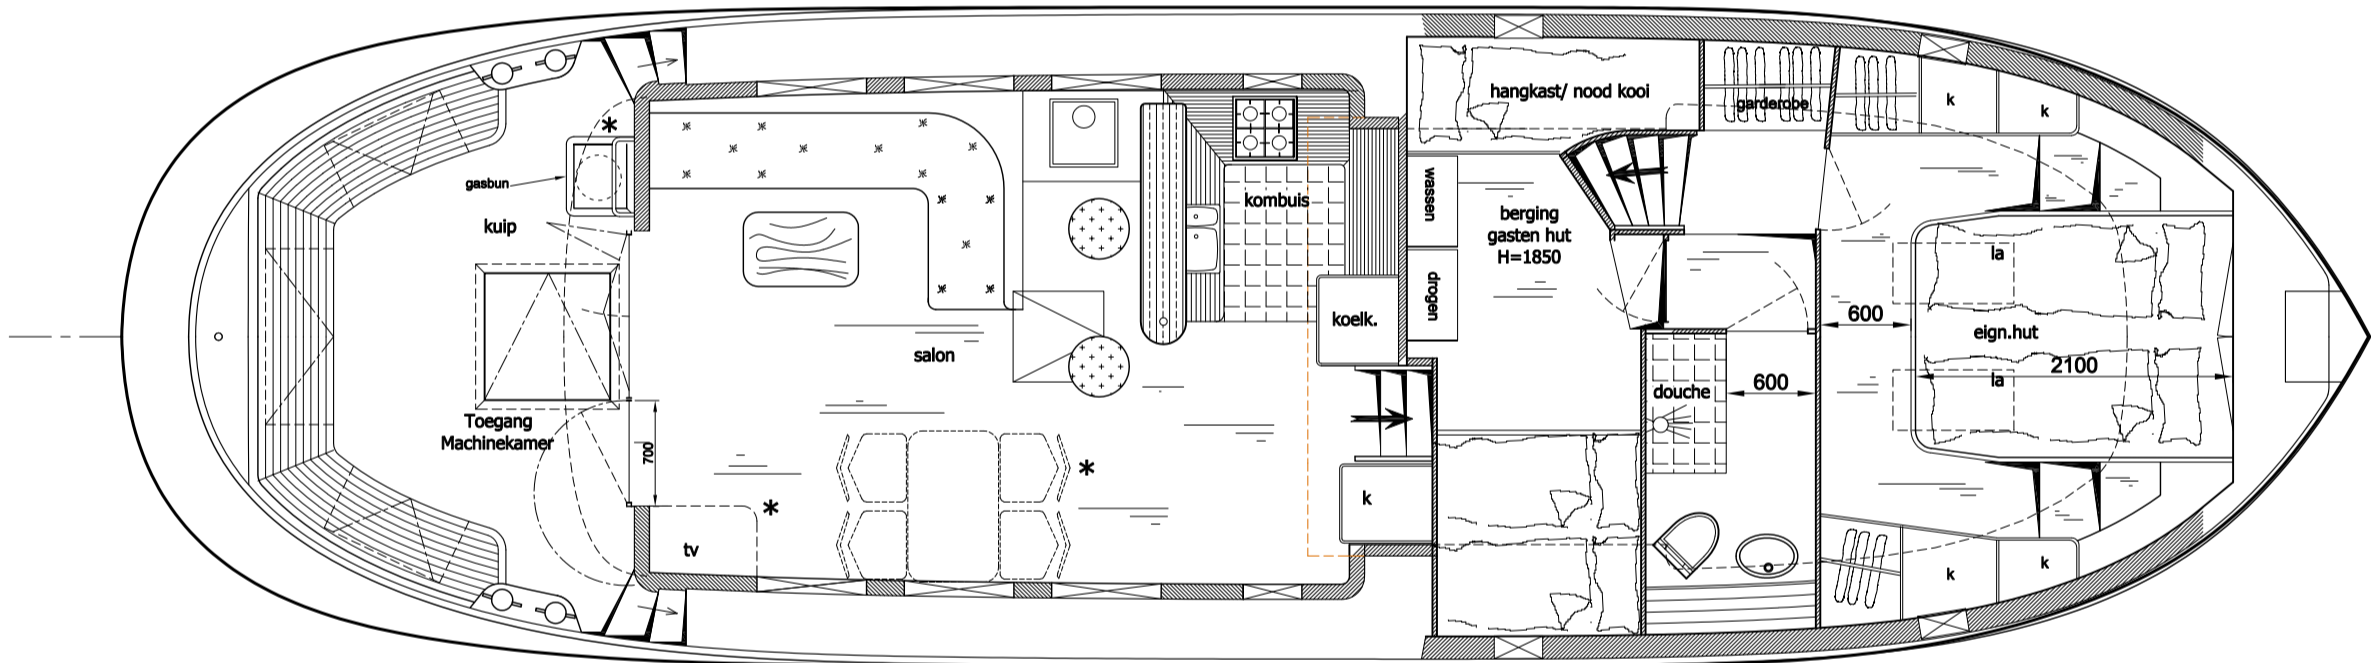 gasbun
kuip
Toegang
Machinekamer
700
*
*
*
tv
salon
kombuis
koelk.
k
hangkast/ nood kooi
garderobe
k
k
wassen
drogen
berging
gasten hut
H=1850
douche
600
600
la
eign.hut
2100
la
k
k